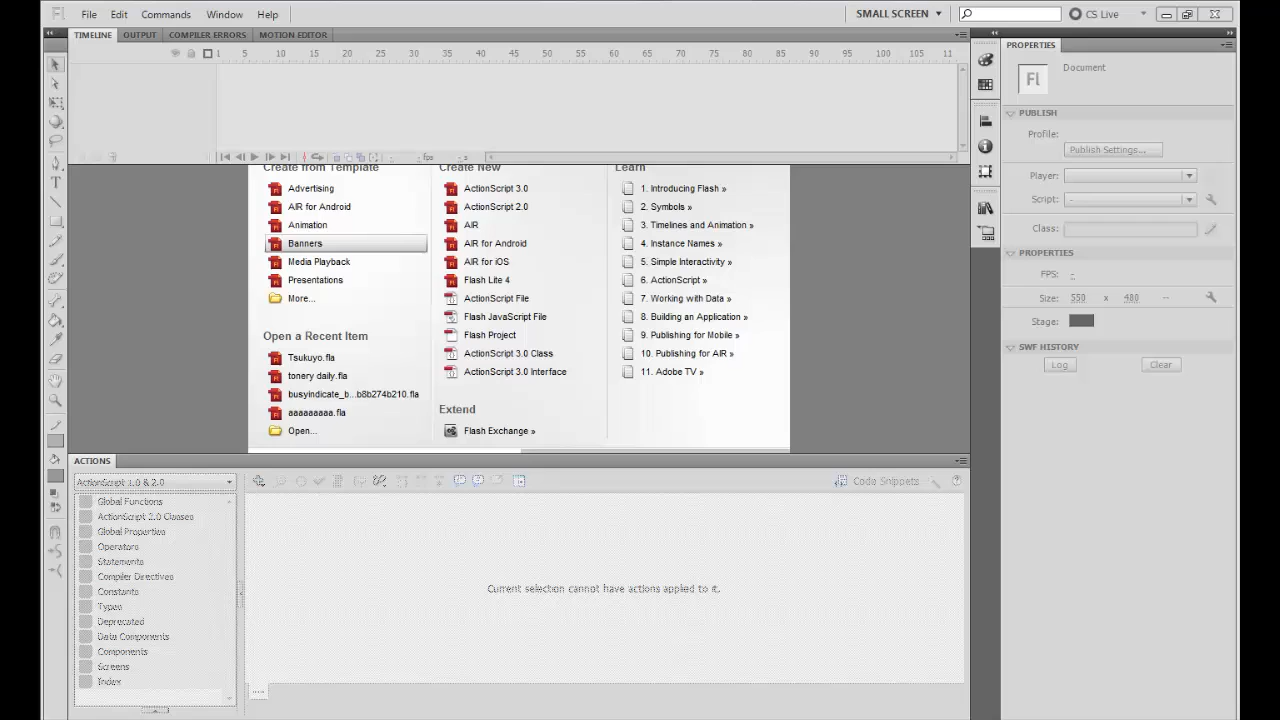 Fl File Edit Commands Window Help SMALL SCREEN CS Live
TIMELINE OUTPUT COMPILER ERRORS MOTION EDITOR
1 5 10 15 20 25 30 35 40 45 50 55 60 65 70 75 80 85 90 95 100 105 11
fps s
Create from Template
Advertising
AIR for Android
Animation
Banners
Media Playback
Presentations
More...
Open a Recent Item
Tsukuyo.fla
tonery daily.fla
busyindicate_b...b8b274b210.fla
aaaaaaaaa.fla
Open...
Create New
ActionScript 3.0
ActionScript 2.0
AIR
AIR for Android
AIR for iOS
Flash Lite 4
ActionScript File
Flash JavaScript File
Flash Project
ActionScript 3.0 Class
ActionScript 3.0 Interface
Extend
Flash Exchange »
Learn
1. Introducing Flash »
2. Symbols »
3. Timelines and Animation »
4. Instance Names »
5. Simple Interactivity »
6. ActionScript »
7. Working with Data »
8. Building an Application »
9. Publishing for Mobile »
10. Publishing for AIR »
11. Adobe TV »
ACTIONS
ActionScript 1.0 & 2.0
Global Functions
ActionScript 2.0 Classes
Global Properties
Operators
Statements
Compiler Directives
Constants
Types
Deprecated
Data Components
Components
Screens
Index
Code Snippets
Current selection cannot have actions applied to it.
PROPERTIES
Fl Document
PUBLISH
Profile:
Publish Settings...
Player:
Script: -
Class:
PROPERTIES
FPS: -
Size: 550 x 400 --
Stage:
SWF HISTORY
Log Clear